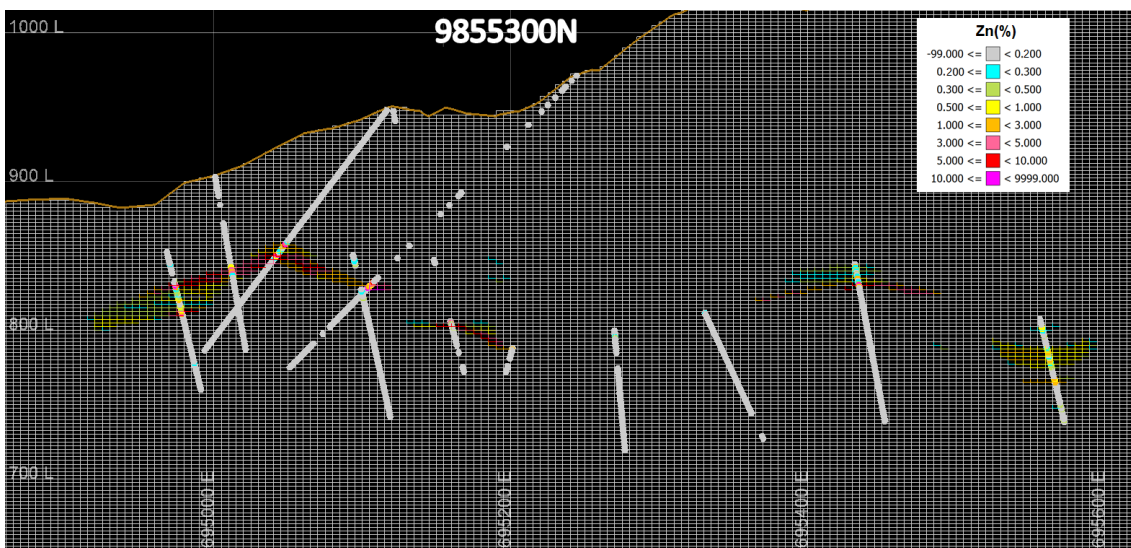 1000 L
9855300N
Zn(%)
-99.000 <= < 0.200
0.200 <= < 0.300
0.300 <= < 0.500
0.500 <= < 1.000
1.000 <= < 3.000
3.000 <= < 5.000
5.000 <= < 10.000
10.000 <= < 9999.000
900 L
800 L
700 L
695000 E
695200 E
695400 E
695600 E